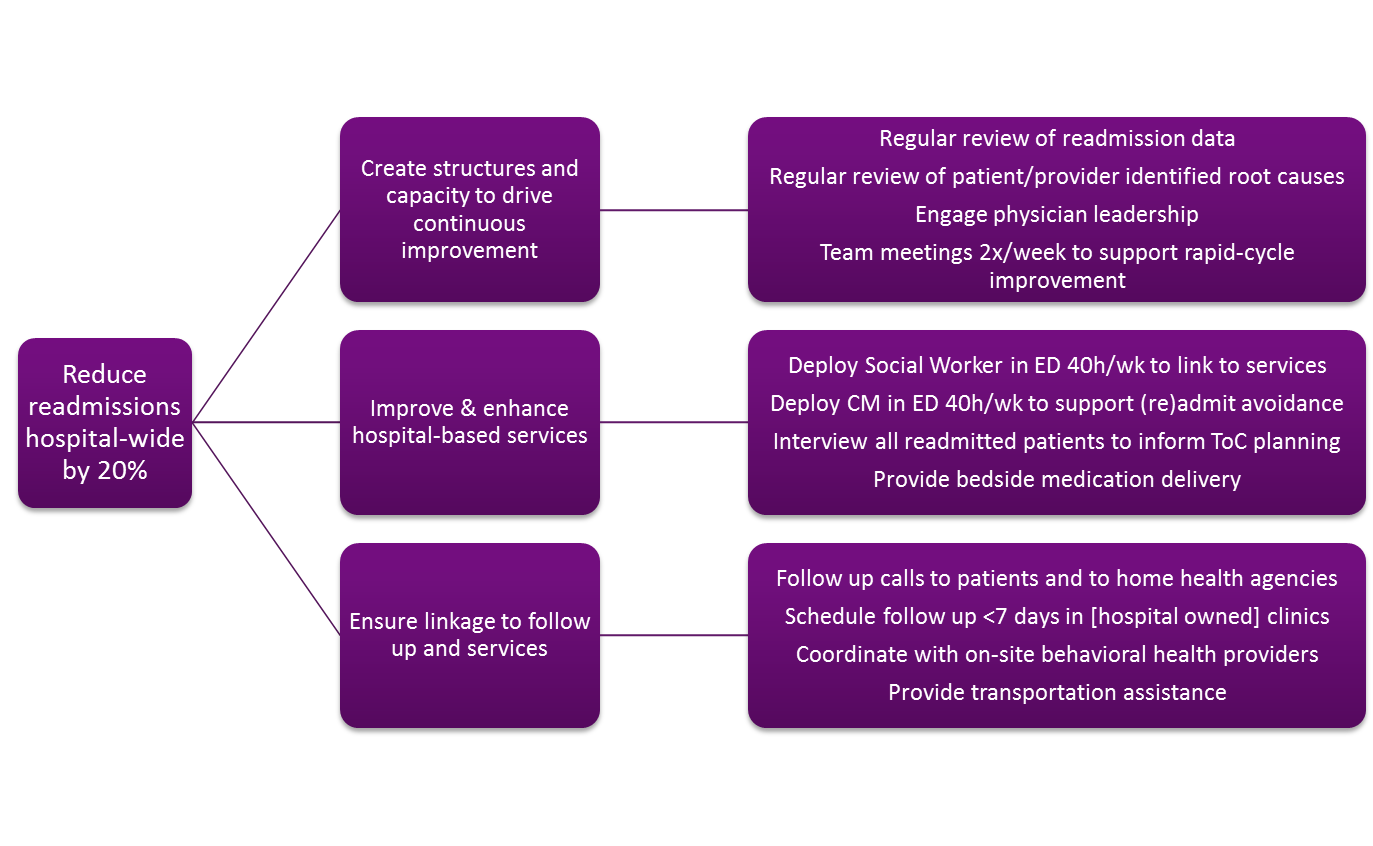 Reduce
readmissions
hospital-wide
by 20%
Create structures and
capacity to drive
continuous
improvement
Regular review of readmission data
Regular review of patient/provider identified root causes
Engage physician leadership
Team meetings 2x/week to support rapid-cycle
improvement
Improve & enhance
hospital-based services
Deploy Social Worker in ED 40h/wk to link to services
Deploy CM in ED 40h/wk to support (re)admit avoidance
Interview all readmitted patients to inform ToC planning
Provide bedside medication delivery
Ensure linkage to follow
up and services
Follow up calls to patients and to home health agencies
Schedule follow up <7 days in [hospital owned] clinics
Coordinate with on-site behavioral health providers
Provide transportation assistance